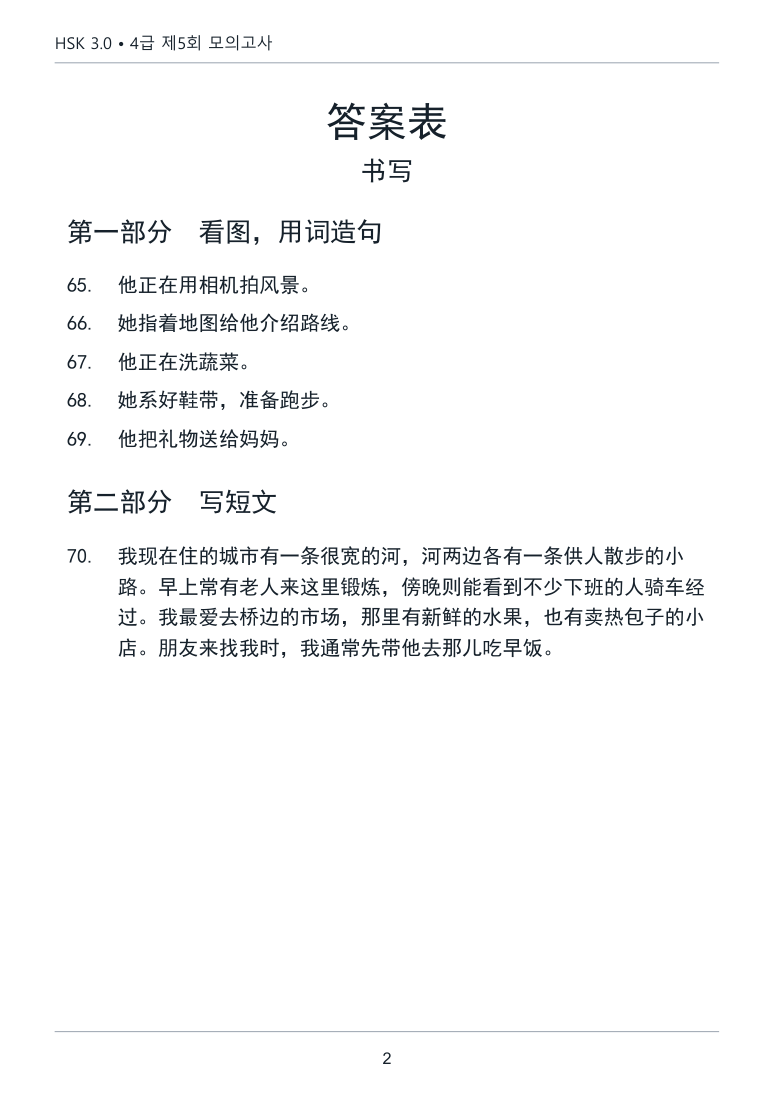 HSK 3.0 • 4급 제5회 모의고사
答案表
书写
第一部分　看图，用词造句
65. 他正在用相机拍风景。
66. 她指着地图给他介绍路线。
67. 他正在洗蔬菜。
68. 她系好鞋带，准备跑步。
69. 他把礼物送给妈妈。
第二部分　写短文
70. 我现在住的城市有一条很宽的河，河两边各有一条供人散步的小
路。早上常有老人来这里锻炼，傍晚则能看到不少下班的人骑车经
过。我最爱去桥边的市场，那里有新鲜的水果，也有卖热包子的小
店。朋友来找我时，我通常先带他去那儿吃早饭。
2